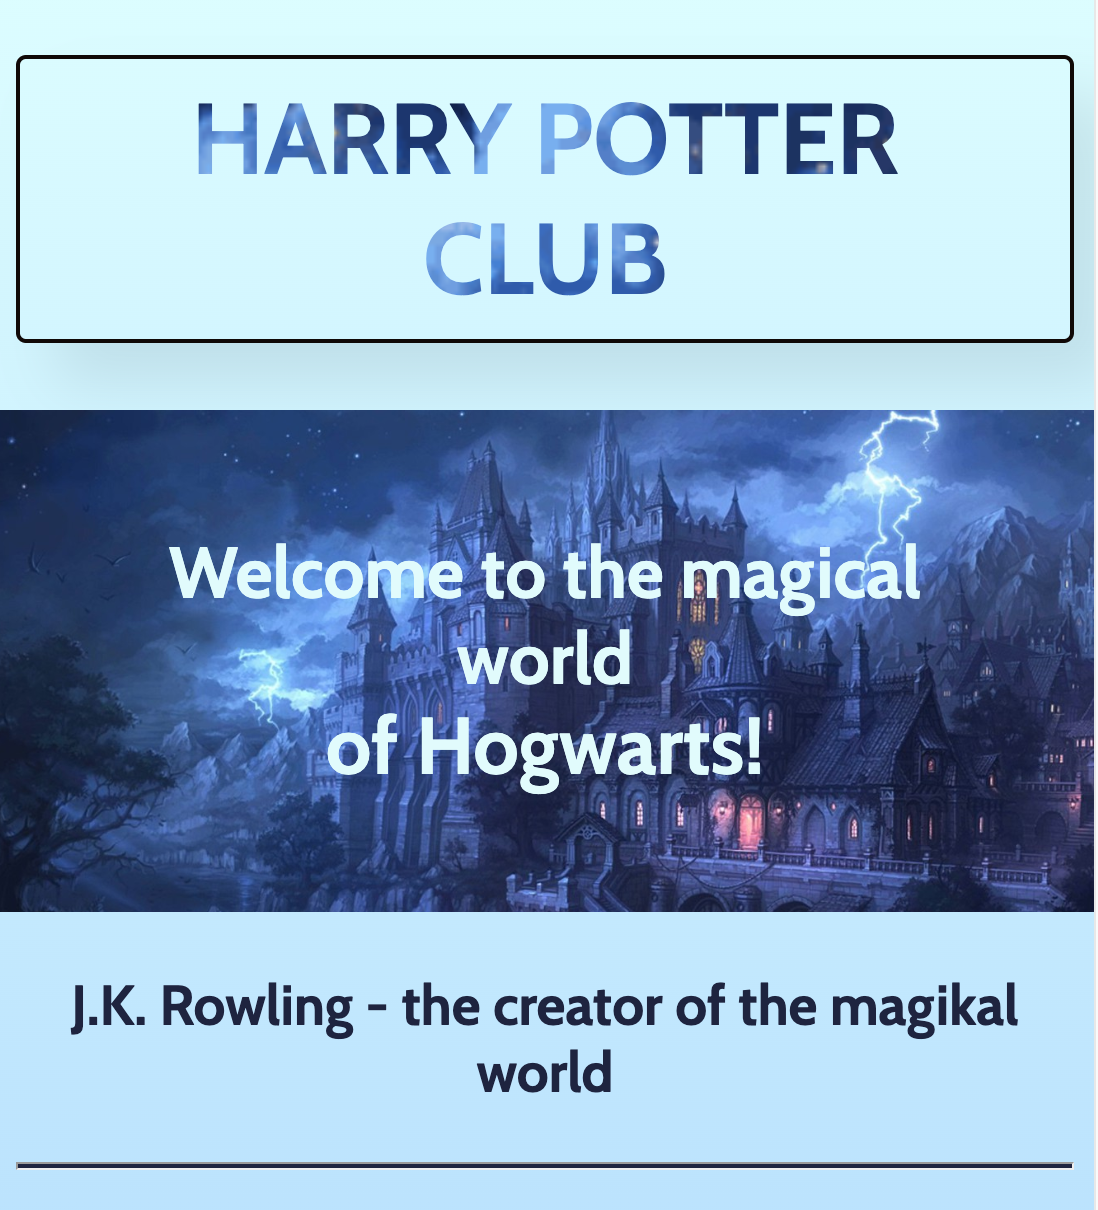 HARRY POTTER
CLUB
Welcome to the magical
world
of Hogwarts!
J.K. Rowling - the creator of the magikal
world